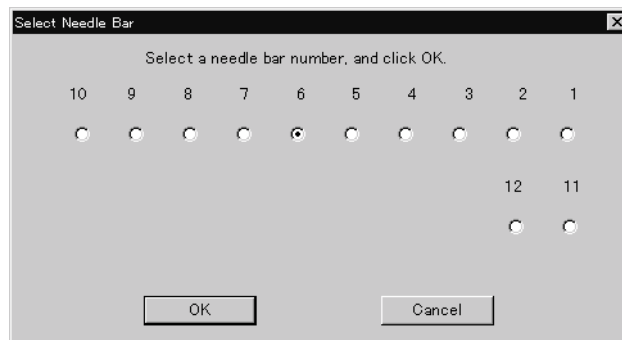 Select Needle Bar
Select a needle bar number, and click OK.
10 9 8 7 6 5 4 3 2 1
12 11
OK Cancel